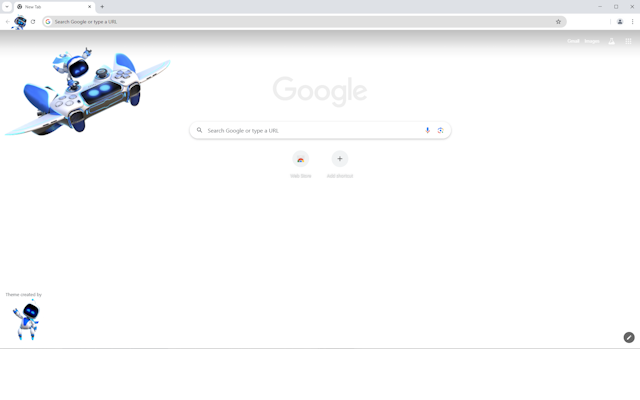 New Tab
Search Google or type a URL
Gmail Images
Google
Search Google or type a URL
Web Store
Add shortcut
Theme created by